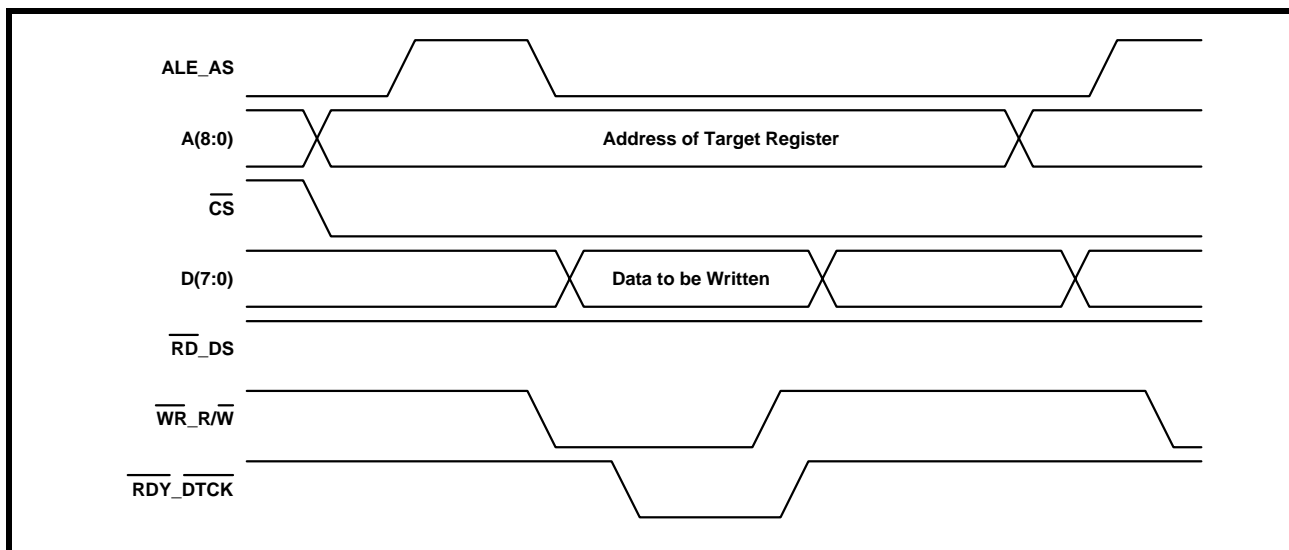 ALE_AS
A(8:0)
Address of Target Register
CS
D(7:0)
Data to be Written
RD_DS
WR_R/W
RDY_DTCK